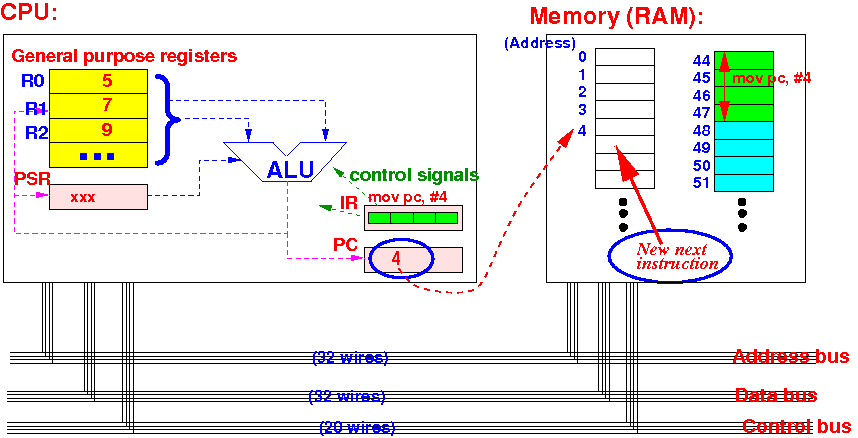 CPU:
Memory (RAM):
General purpose registers
(Address)
R0
5
R1
7
R2
9
PSR
xxx
ALU
control signals
IR
mov pc, #4
PC
4
0
1
2
3
4
44
45
46
47
48
49
50
51
mov pc, #4
New next
instruction
(32 wires)
Address bus
(32 wires)
Data bus
(20 wires)
Control bus